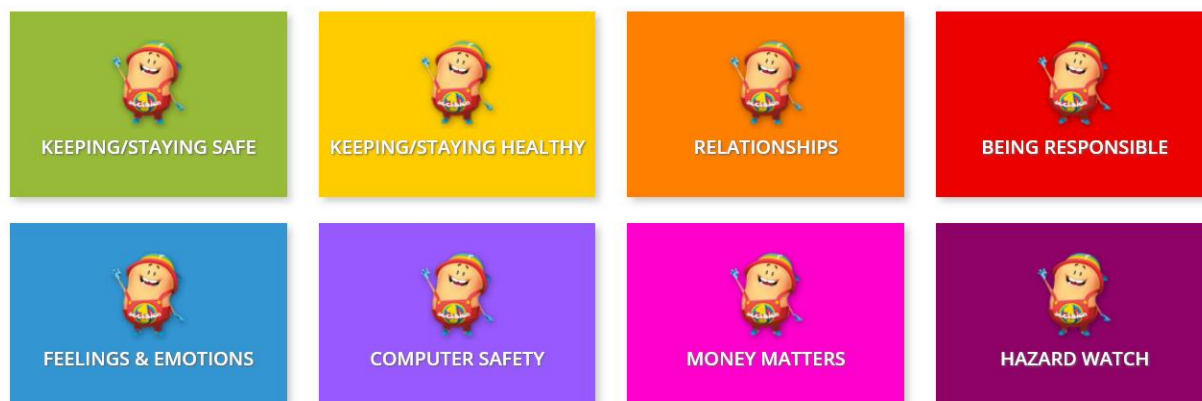 KEEPING/STAYING SAFE
KEEPING/STAYING HEALTHY
RELATIONSHIPS
BEING RESPONSIBLE
FEELINGS & EMOTIONS
COMPUTER SAFETY
MONEY MATTERS
HAZARD WATCH